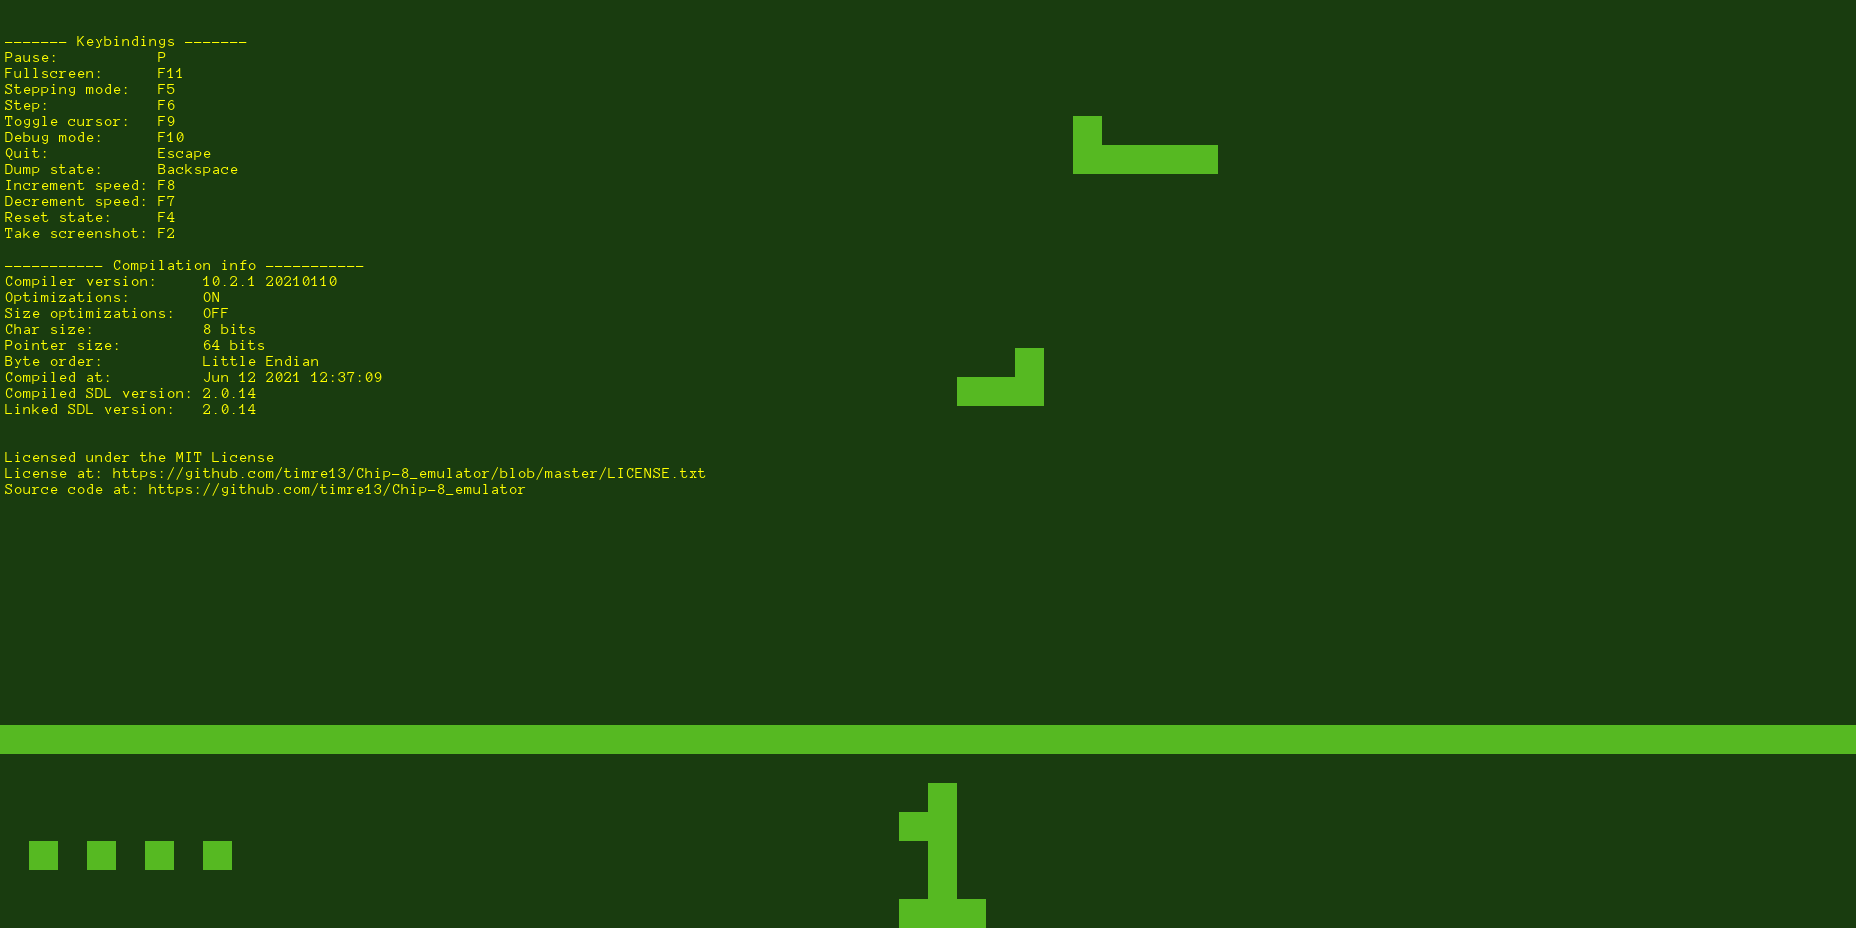 ------- Keybindings -------
Pause:           P
Fullscreen:      F11
Stepping mode:   F5
Step:            F6
Toggle cursor:   F9
Debug mode:      F10
Quit:            Escape
Dump state:      Backspace
Increment speed: F8
Decrement speed: F7
Reset state:     F4
Take screenshot: F2
----------- Compilation info -----------
Compiler version:     10.2.1 20210110
Optimizations:        ON
Size optimizations:   OFF
Char size:            8 bits
Pointer size:         64 bits
Byte order:           Little Endian
Compiled at:          Jun 12 2021 12:37:09
Compiled SDL version: 2.0.14
Linked SDL version:   2.0.14
Licensed under the MIT License
License at: https://github.com/timre13/Chip-8_emulator/blob/master/LICENSE.txt
Source code at: https://github.com/timre13/Chip-8_emulator
1